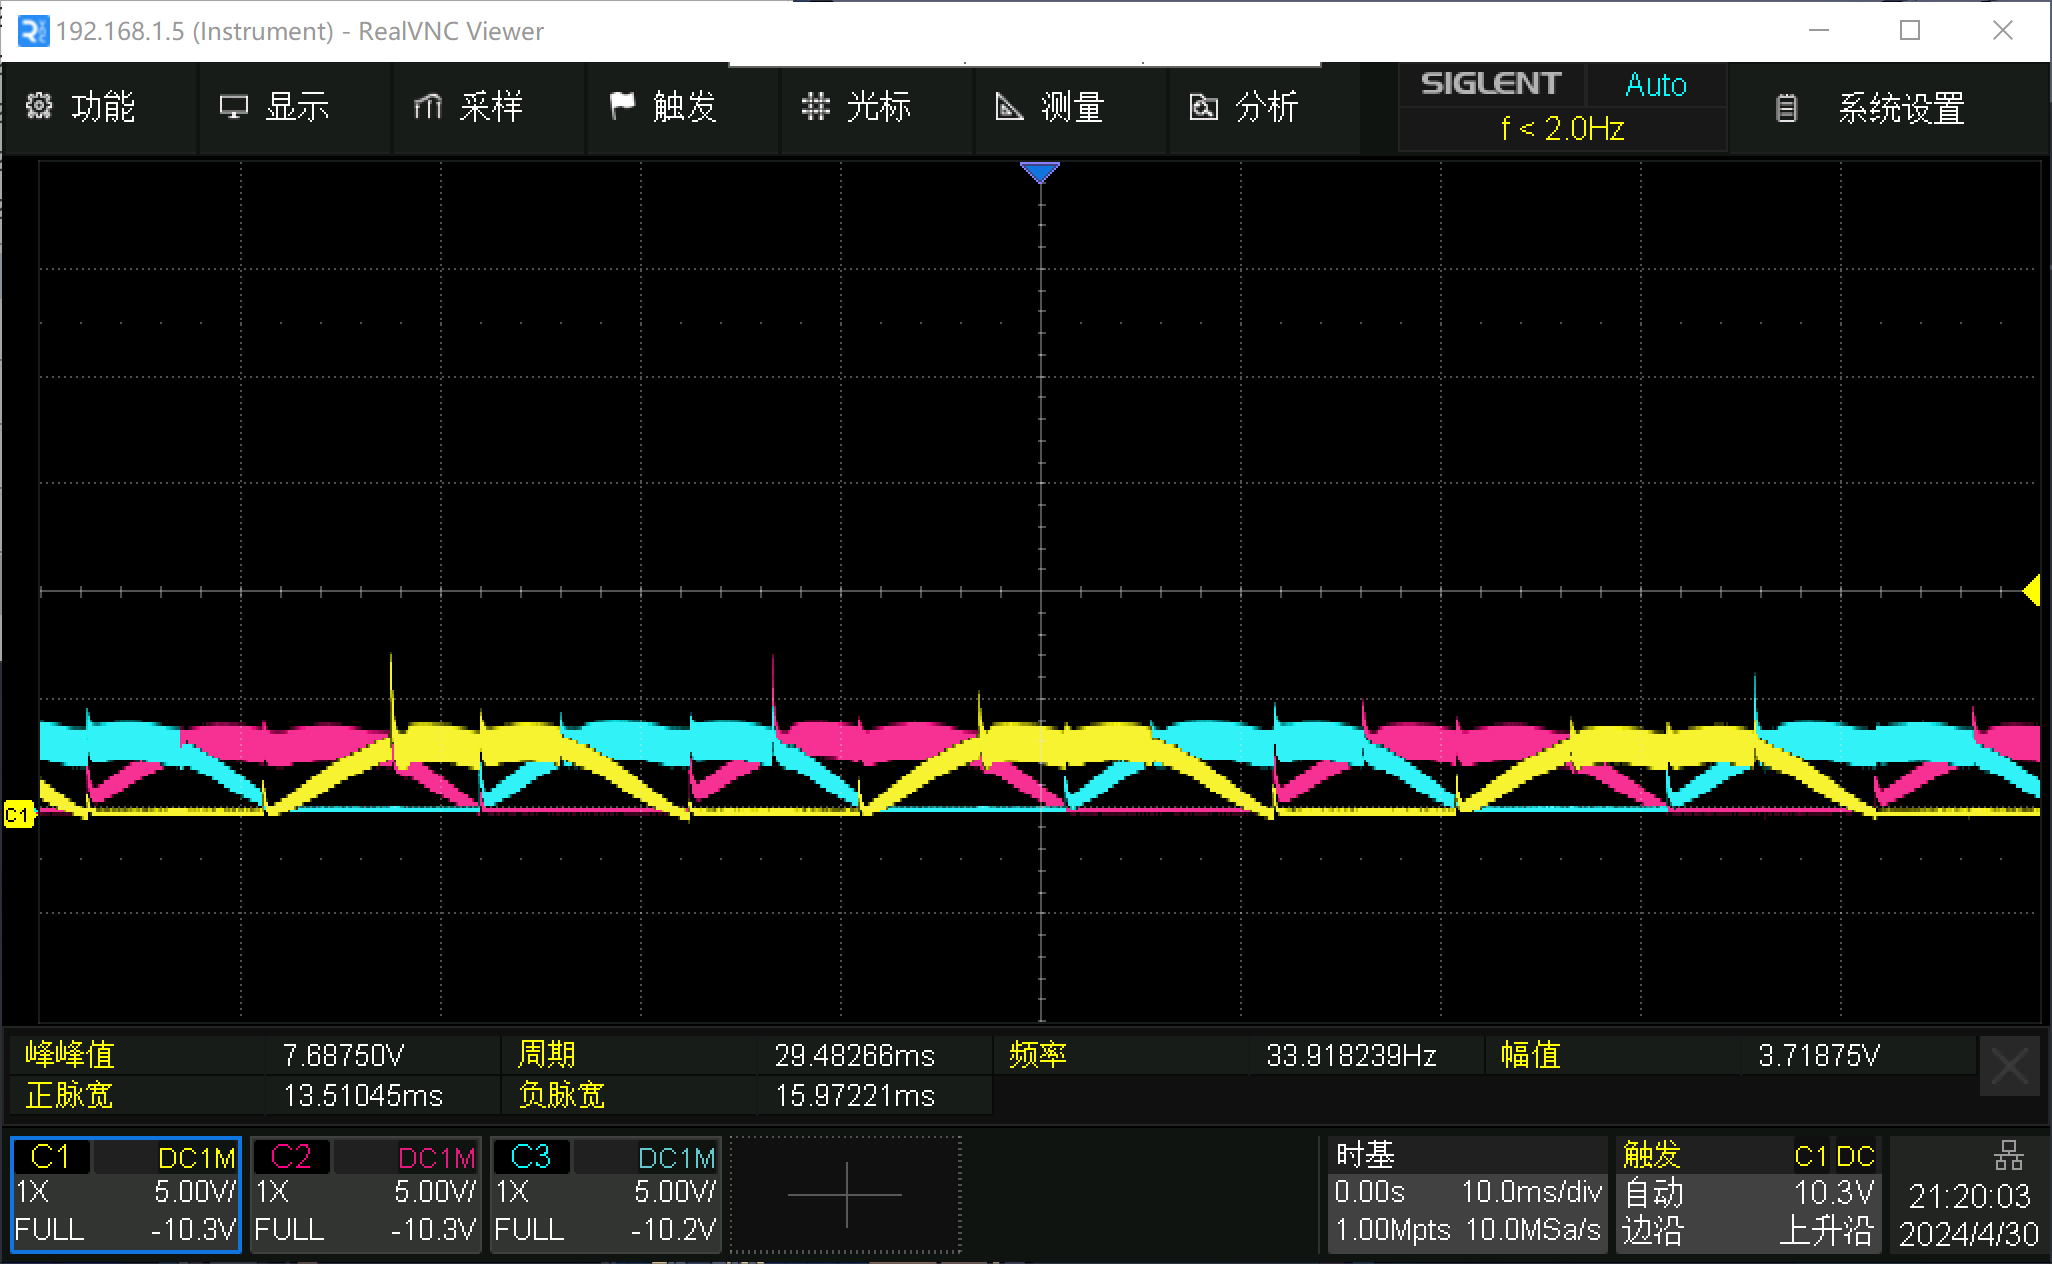 192.168.1.5 (Instrument) - RealVNC Viewer
功能 显示 采样 触发 光标 测量 分析 SIGLENT Auto 系统设置
f < 2.0Hz
C1
峰峰值 7.68750V 周期 29.48266ms 频率 33.918239Hz 幅值 3.71875V
正脉宽 13.51045ms 负脉宽 15.97221ms
C1 DC1M C2 DC1M C3 DC1M 时基 触发 C1 DC
1X 5.00V/ 1X 5.00V/ 1X 5.00V/ 0.00s 10.0ms/div 自动 10.3V 21:20:03
FULL -10.3V FULL -10.3V FULL -10.2V 1.00Mpts 10.0MSa/s 边沿 上升沿 2024/4/30